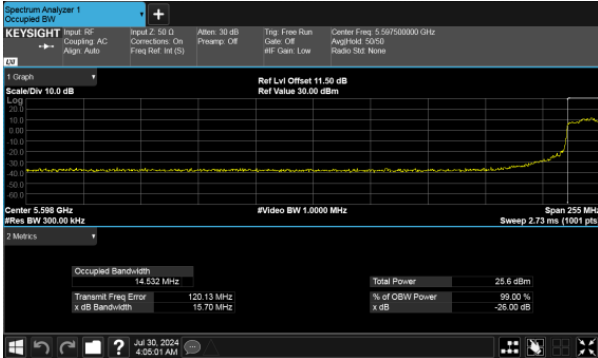 Spectrum Analyzer 1
Occupied BW
+
KEYSIGHT
Input: RF
Coupling: AC
Align: Auto
Input Z: 50 Ω
Corrections: On
Freq Ref: Int (S)
Atten: 30 dB
Preamp: Off
Trig: Free Run
Gate: Off
#IF Gain: Low
Center Freq: 5.597500000 GHz
Avg|Hold: 50/50
Radio Std: None
LXI
1 Graph
Scale/Div 10.0 dB
Ref Lvl Offset 11.50 dB
Ref Value 30.00 dBm
Log
20.0
10.0
0.00
-10.0
-20.0
-30.0
-40.0
-50.0
-60.0
Center 5.598 GHz
#Res BW 300.00 kHz
#Video BW 1.0000 MHz
Span 255 MHz
Sweep 2.73 ms (1001 pts
2 Metrics
Occupied Bandwidth
14.532 MHz
Transmit Freq Error 120.13 MHz
x dB Bandwidth 15.70 MHz
Total Power 25.6 dBm
% of OBW Power 99.00 %
x dB -26.00 dB
?
Jul 30, 2024
4:05:01 AM